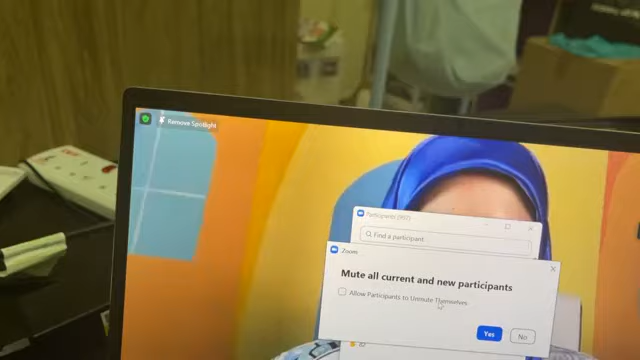 Remove Spotlight
Participants (902)
Find a participant
Zoom
Mute all current and new participants
Allow Participants to Unmute Themselves
Yes
No